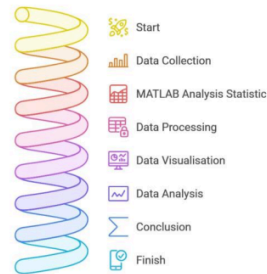 Start
Data Collection
MATLAB Analysis Statistic
Data Processing
Data Visualisation
Data Analysis
Conclusion
Finish